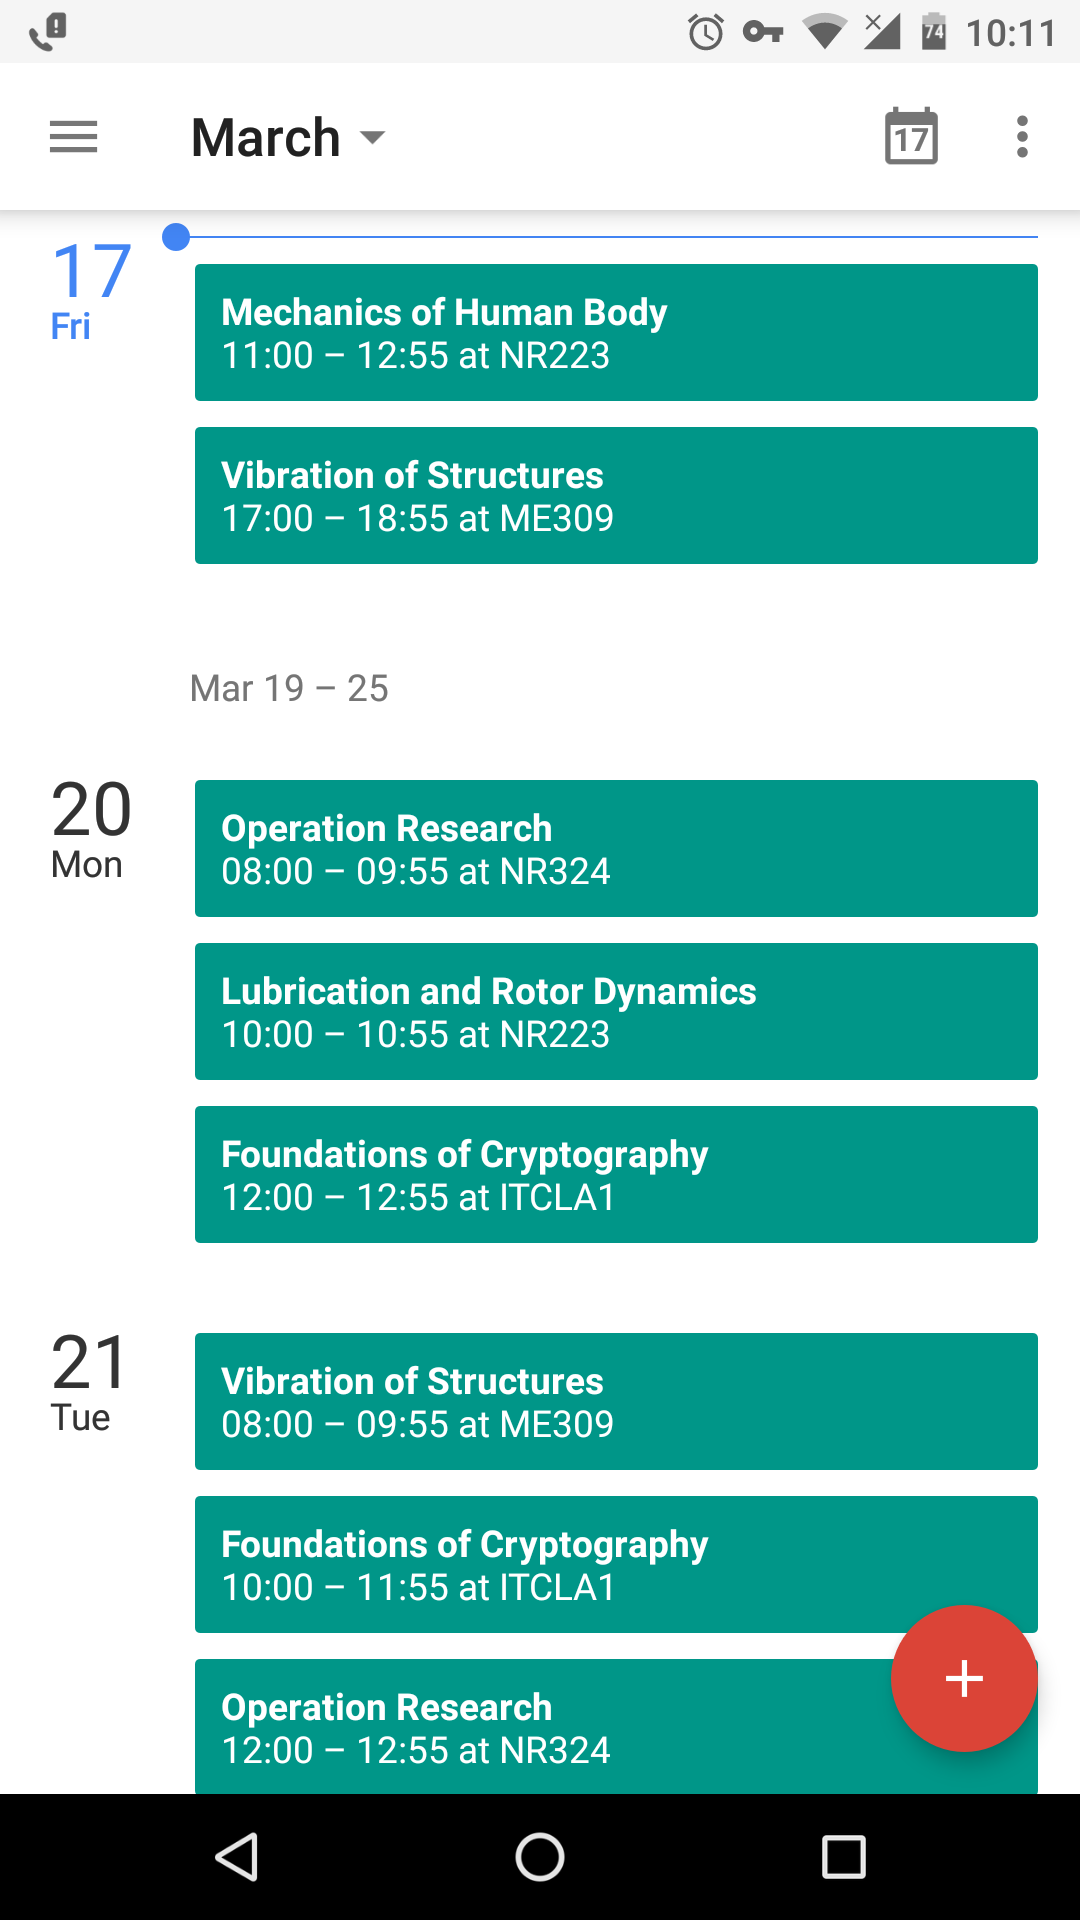 74 10:11
March 17
17
Fri
Mechanics of Human Body
11:00 – 12:55 at NR223
Vibration of Structures
17:00 – 18:55 at ME309
Mar 19 – 25
20
Mon
Operation Research
08:00 – 09:55 at NR324
Lubrication and Rotor Dynamics
10:00 – 10:55 at NR223
Foundations of Cryptography
12:00 – 12:55 at ITCLA1
21
Tue
Vibration of Structures
08:00 – 09:55 at ME309
Foundations of Cryptography
10:00 – 11:55 at ITCLA1
Operation Research
12:00 – 12:55 at NR324